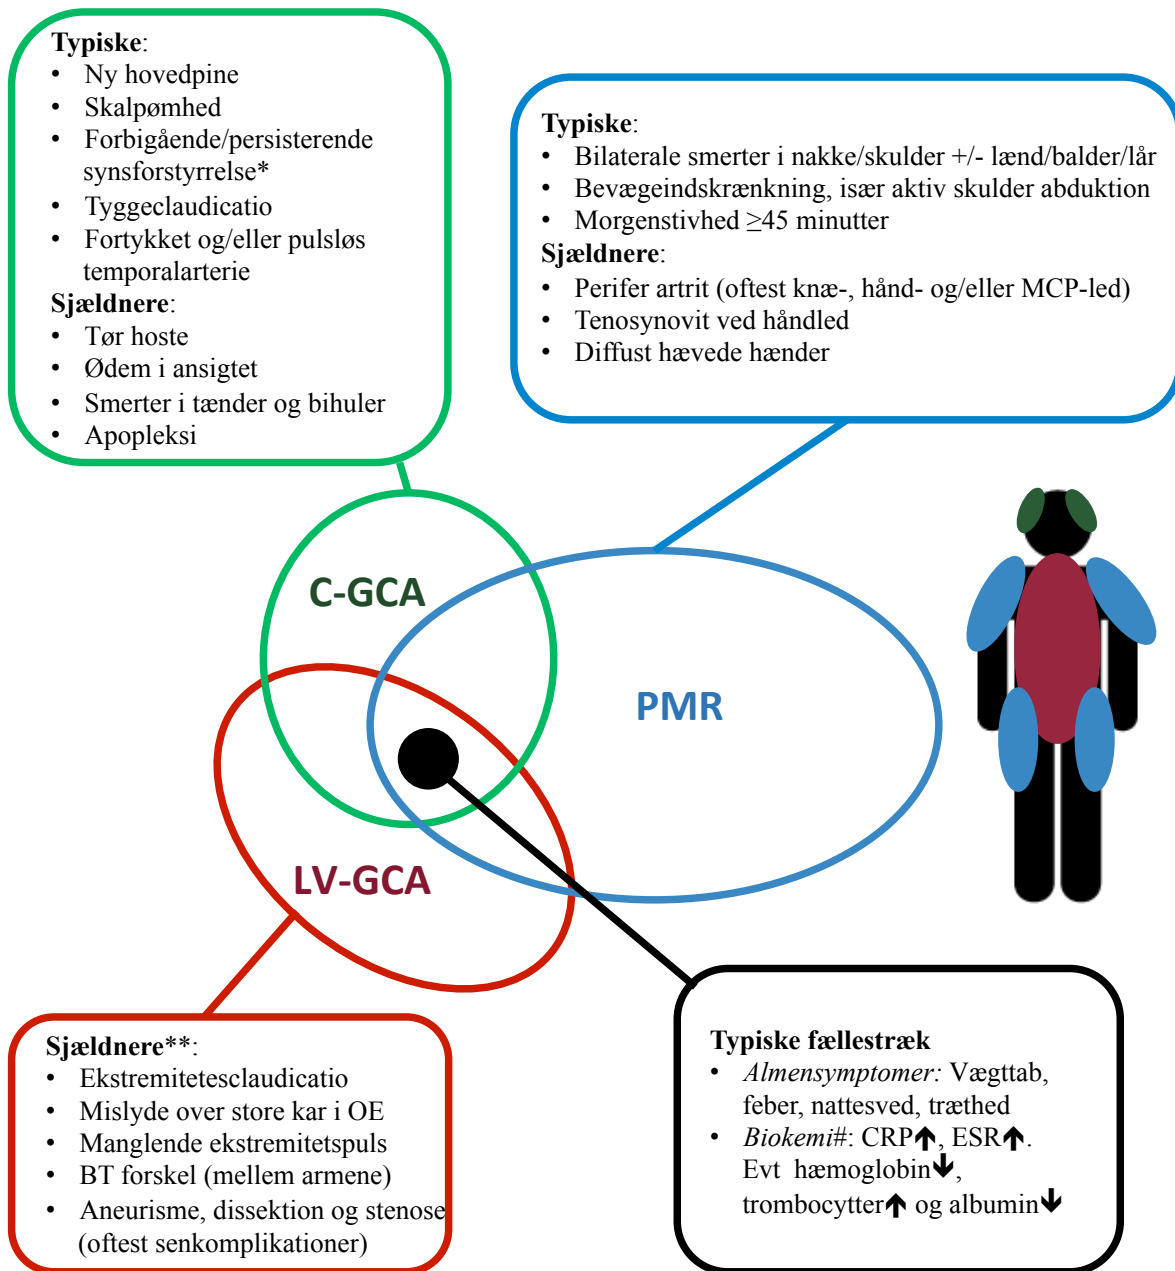 Typiske:
• Ny hovedpine
• Skalpømhed
• Forbigående/persisterende
synsforstyrrelse*
• Tyggeclaudicatio
• Fortykket og/eller pulsløs
temporalarterie
Sjældnere:
• Tør hoste
• Ødem i ansigtet
• Smerter i tænder og bihuler
• Apopleksi
Typiske:
• Bilaterale smerter i nakke/skulder +/- lænd/balder/lår
• Bevægeindskrænkning, især aktiv skulder abduktion
• Morgenstivhed ≥45 minutter
Sjældnere:
• Perifer artrit (oftest knæ-, hånd- og/eller MCP-led)
• Tenosynovit ved håndled
• Diffust hævede hænder
C-GCA
PMR
LV-GCA
Sjældnere**:
• Ekstremitetesclaudicatio
• Mislyde over store kar i OE
• Manglende ekstremitetspuls
• BT forskel (mellem armene)
• Aneurisme, dissektion og stenose
(oftest senkomplikationer)
Typiske fællestræk
• Almensymptomer: Vægttab,
feber, nattesved, træthed
• Biokemi#: CRP↑, ESR↑.
Evt hæmoglobin↓,
trombocytter↑ og albumin↓